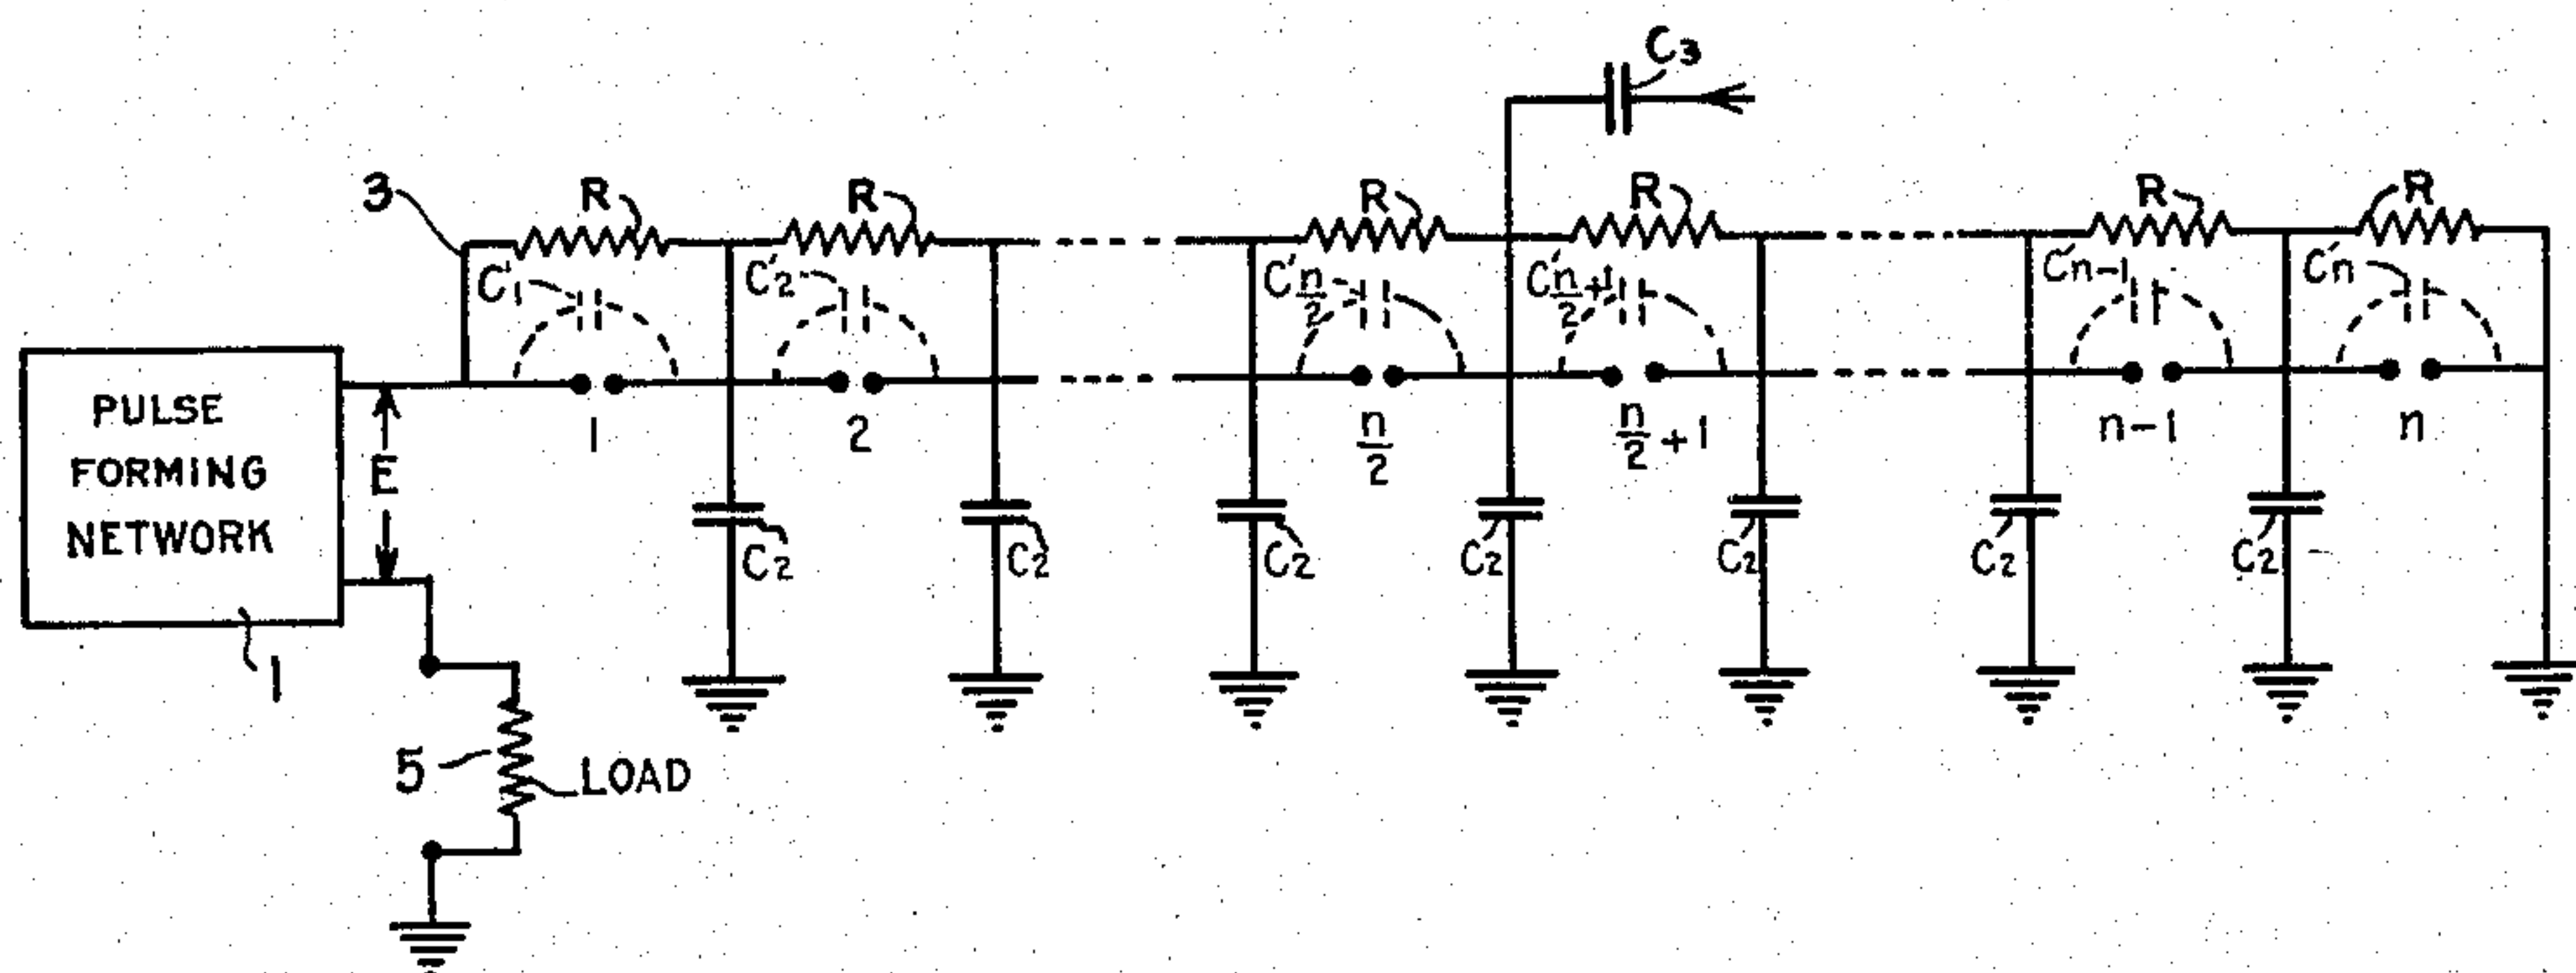 C3
3
R
R
R
R
R
R
C'1
C'2
C'n/2
C'n/2+1
C'n-1
C'n
PULSE
FORMING
NETWORK
E
1
2
n/2
n/2+1
n-1
n
C2
C2
C2
C2
C2
C2
C2
1
5
LOAD